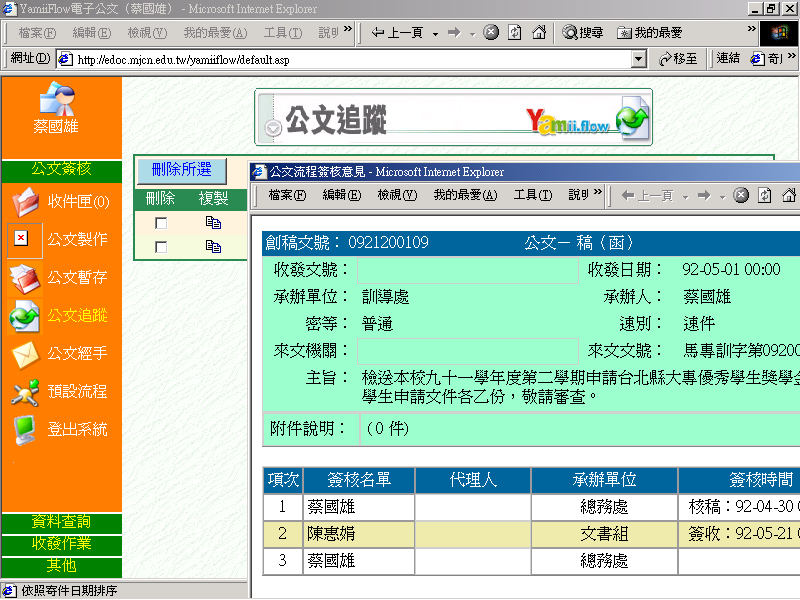 YamiiFlow電子公文（蔡國雄） - Microsoft Internet Explorer
檔案(F) 編輯(E) 檢視(V) 我的最愛(A) 工具(T) 說明 » 上一頁 搜尋 我的最愛 »
網址(D) http://edoc.mjcn.edu.tw/yamiiflow/default.asp 移至 連結 »
蔡國雄
公文簽核
收件匣(0)
公文製作
公文暫存
公文追蹤
公文經手
預設流程
登出系統
資料查詢
收發作業
其他
公文追蹤 Yamii.flow
刪除所選
刪除 複製
公文流程簽核意見 - Microsoft Internet Explorer
檔案(F) 編輯(E) 檢視(V) 我的最愛(A) 工具(T) 說明 » 上一頁
創稿文號： 0921200109 公文－稿（函）
收發文號： 收發日期： 92-05-01 00:00
承辦單位： 訓導處 承辦人： 蔡國雄
密等： 普通 速別： 速件
來文機關： 來文文號： 馬專訓字第09200
主旨： 檢送本校九十一學年度第二學期申請台北縣大專優秀學生獎學金
學生申請文件各乙份，敬請審查。
附件說明： （0 件）
項次 簽核名單 代理人 承辦單位 簽核時間
1 蔡國雄 總務處 核稿：92-04-30
2 陳惠娟 文書組 簽收：92-05-21
3 蔡國雄 總務處
依照寄件日期排序